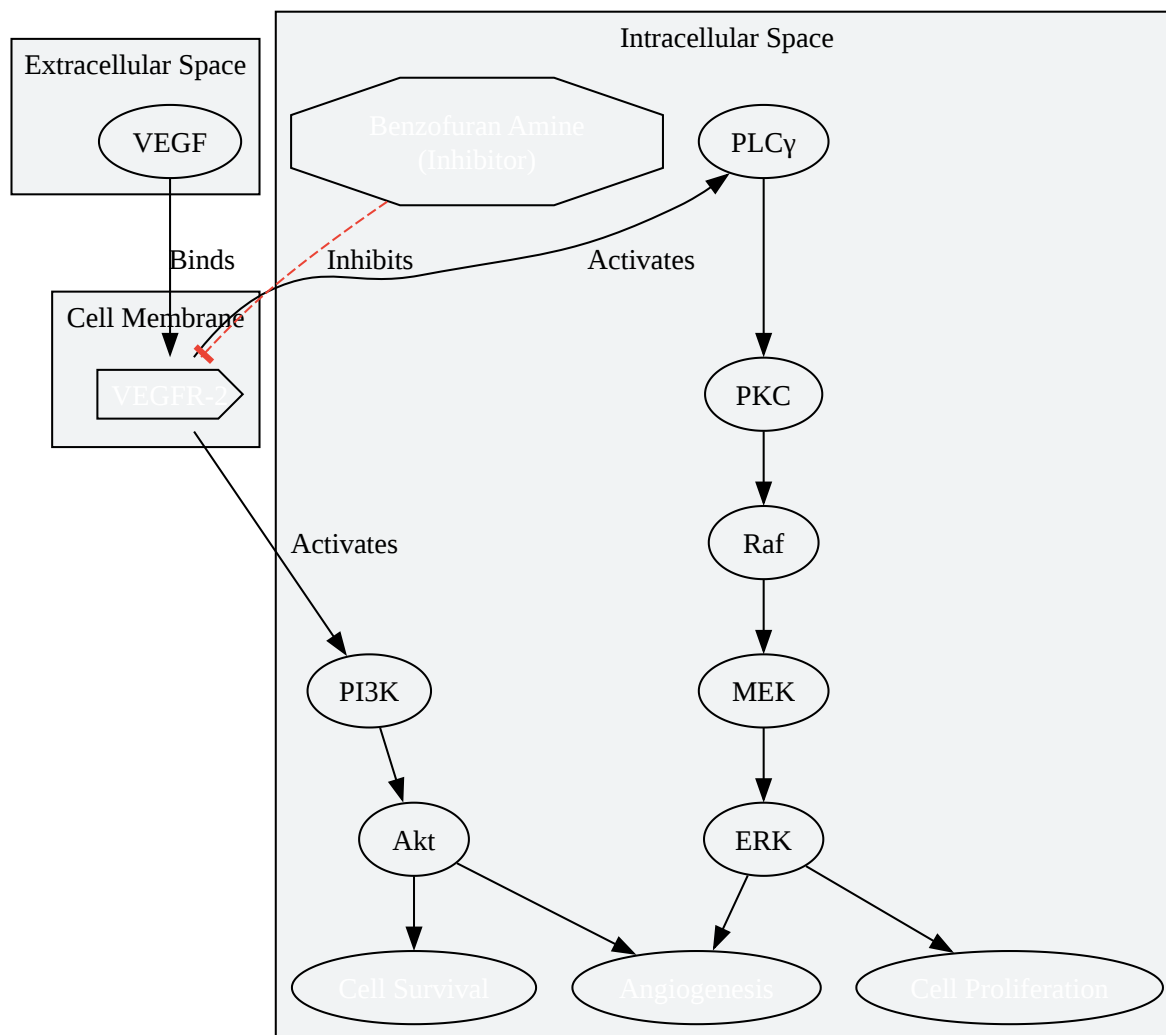 Intracellular Space
Extracellular Space
VEGF
Benzofuran Amine
(Inhibitor)
PLCγ
Binds
Inhibits
Activates
Cell Membrane
VEGFR-2
PKC
Activates
Raf
PI3K
MEK
Akt
ERK
Cell Survival
Angiogenesis
Cell Proliferation